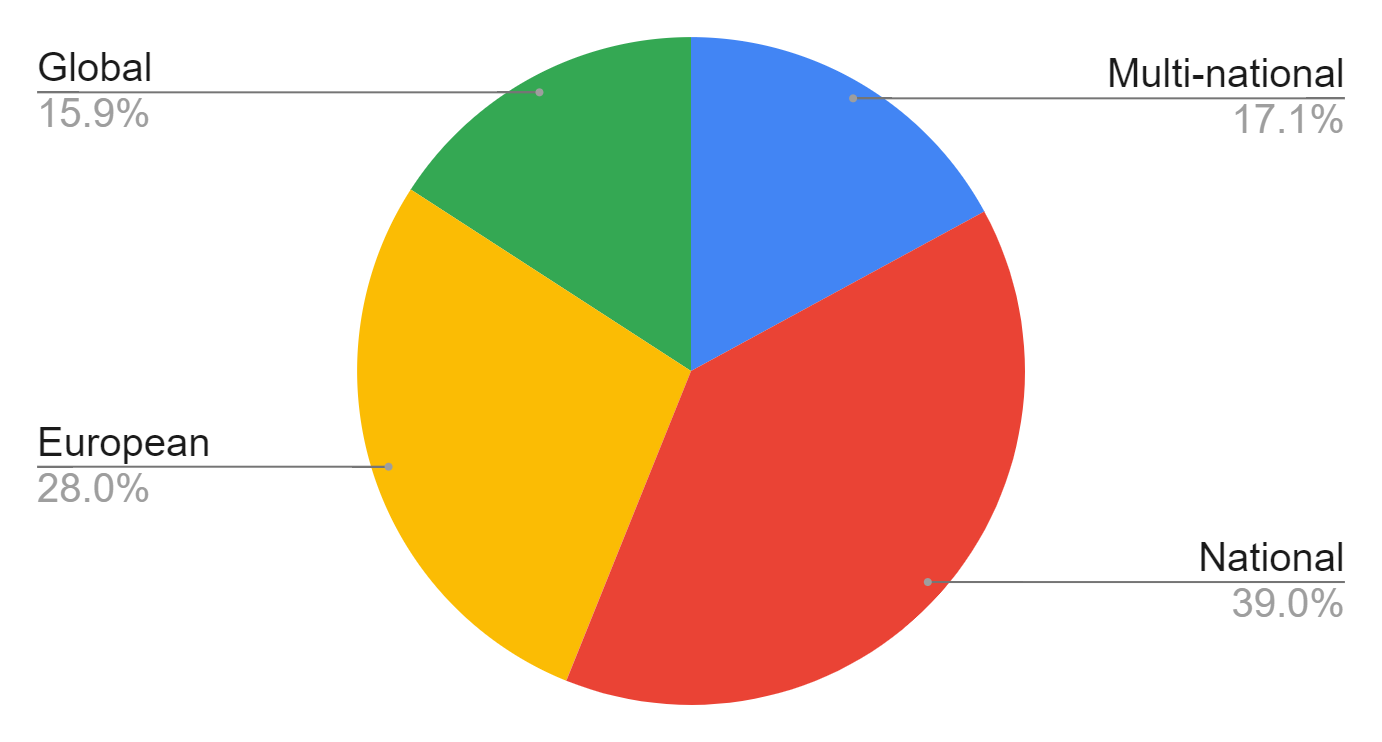 Global
15.9%
Multi-national
17.1%
European
28.0%
National
39.0%